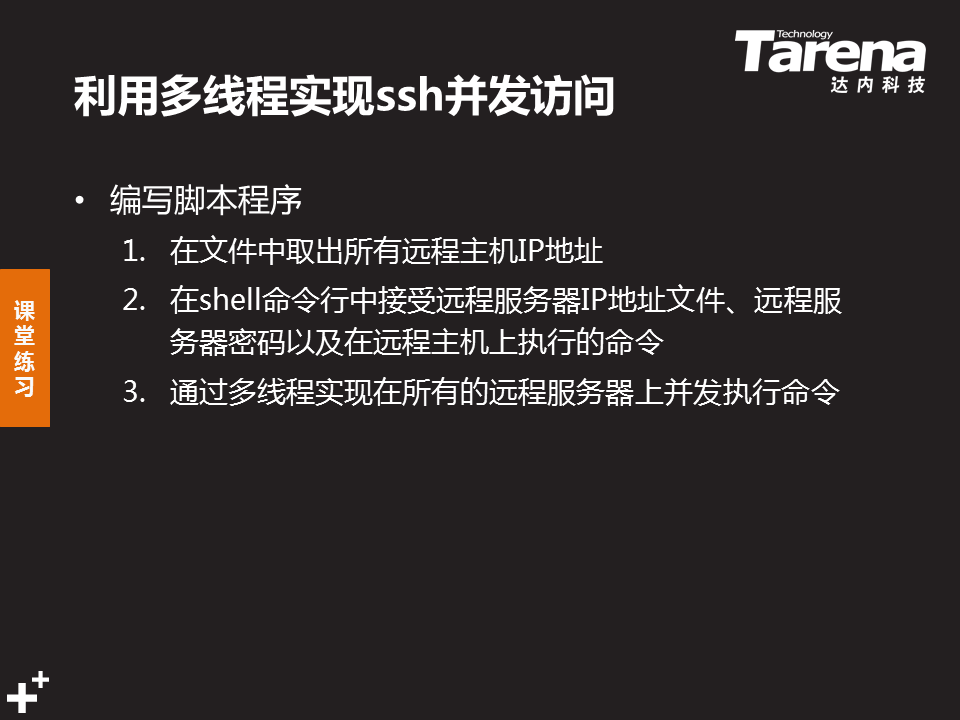 Technology
Tarena
达内科技
利用多线程实现ssh并发访问
• 编写脚本程序
1. 在文件中取出所有远程主机IP地址
2. 在shell命令行中接受远程服务器IP地址文件、远程服
务器密码以及在远程主机上执行的命令
3. 通过多线程实现在所有的远程服务器上并发执行命令
课
堂
练
习